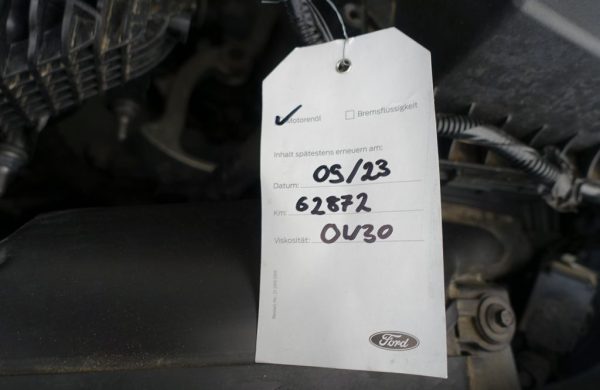 Motorenöl Bremsflüssigkeit
Inhalt spätestens erneuern am:
Datum: 05/23
Km: 62872
Viskosität: 0W30
Ford